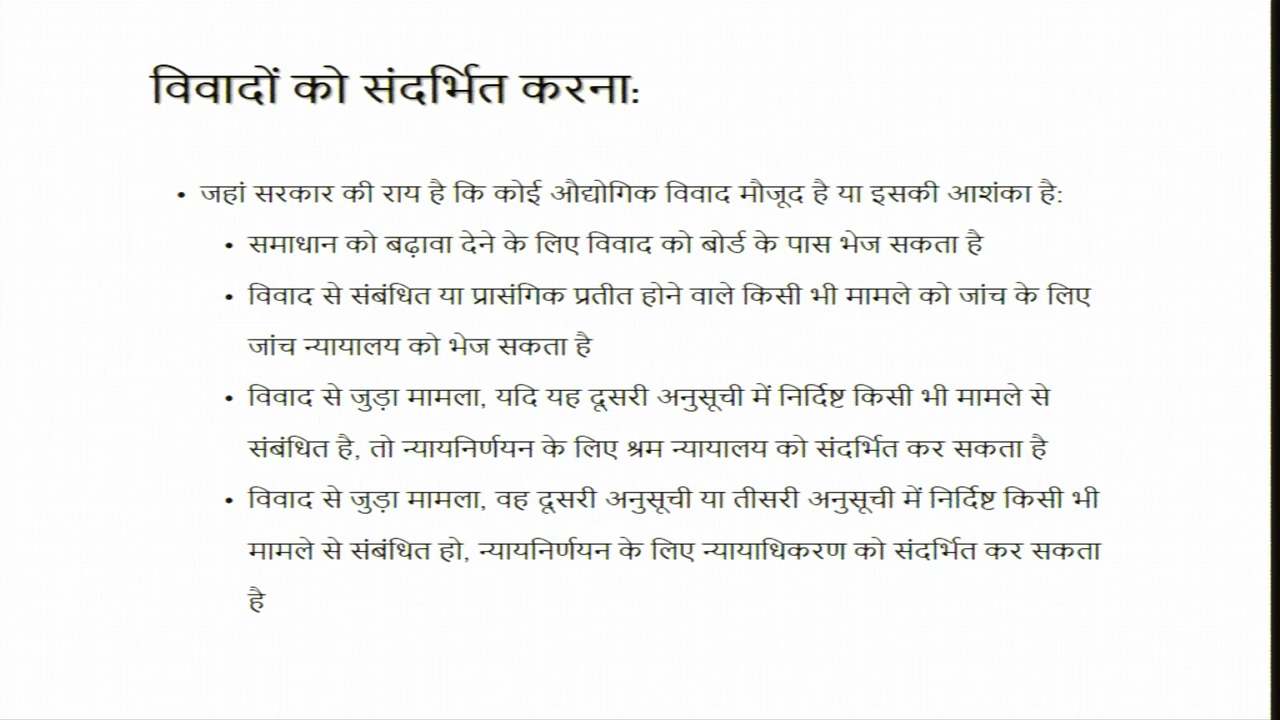 विवादों को संदर्भित करना:
• जहां सरकार की राय है कि कोई औद्योगिक विवाद मौजूद है या इसकी आशंका है:
• समाधान को बढ़ावा देने के लिए विवाद को बोर्ड के पास भेज सकता है
• विवाद से संबंधित या प्रासंगिक प्रतीत होने वाले किसी भी मामले को जांच के लिए
जांच न्यायालय को भेज सकता है
• विवाद से जुड़ा मामला, यदि यह दूसरी अनुसूची में निर्दिष्ट किसी भी मामले से
संबंधित है, तो न्यायनिर्णयन के लिए श्रम न्यायालय को संदर्भित कर सकता है
• विवाद से जुड़ा मामला, वह दूसरी अनुसूची या तीसरी अनुसूची में निर्दिष्ट किसी भी
मामले से संबंधित हो, न्यायनिर्णयन के लिए न्यायाधिकरण को संदर्भित कर सकता
है